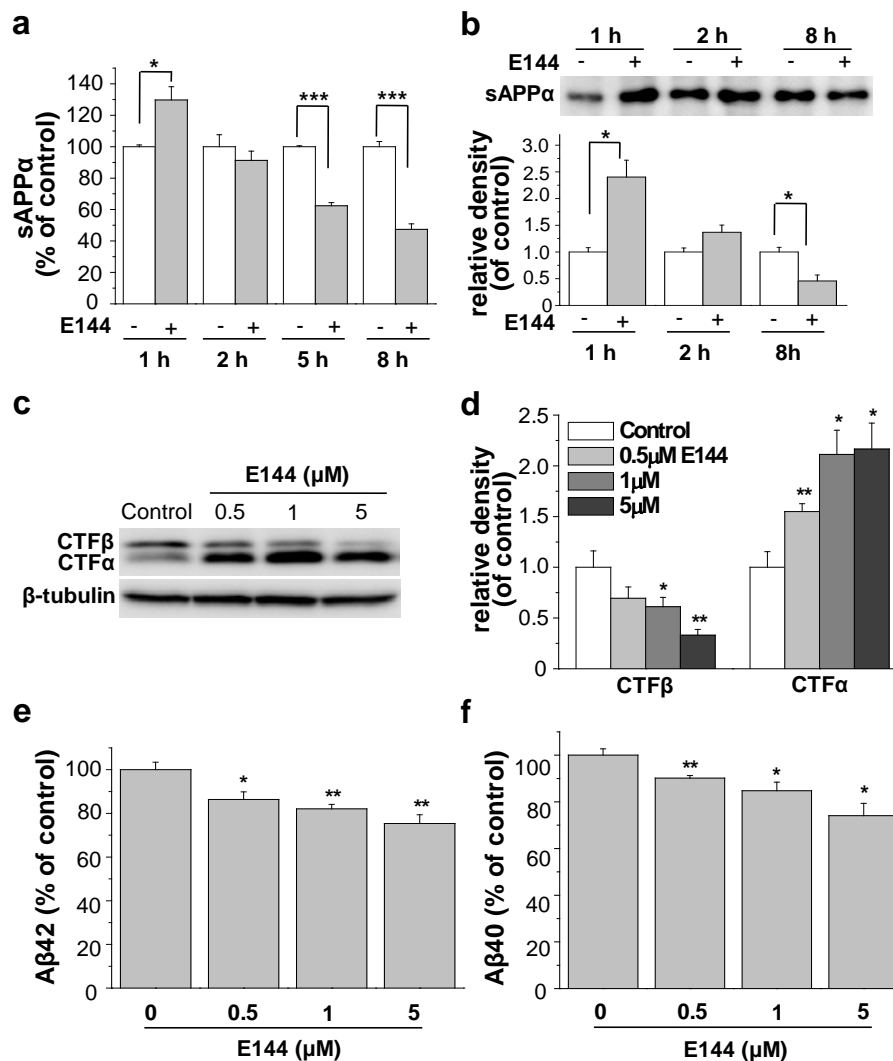 a
sAPPα
(% of control)
140
120
100
80
60
40
20
0
*
***
***
E144 - + - + - + - +
1 h 2 h 5 h 8 h
b
1 h 2 h 8 h
E144 - + - + - +
sAPPα
relative density
(of control)
3.0
2.5
2.0
1.5
1.0
0.5
0
*
*
E144 - + - + - +
1 h 2 h 8h
c
E144 (μM)
Control 0.5 1 5
CTFβ
CTFα
β-tubulin
d
relative density
(of control)
2.5
2.0
1.5
1.0
0.5
0
Control
0.5μM E144
1μM
5μM
* **
** * *
CTFβ CTFα
e
Aβ42 (% of control)
100
80
60
40
20
0
* ** **
0 0.5 1 5
E144 (μM)
f
Aβ40 (% of control)
100
80
60
40
20
0
** * *
0 0.5 1 5
E144 (μM)